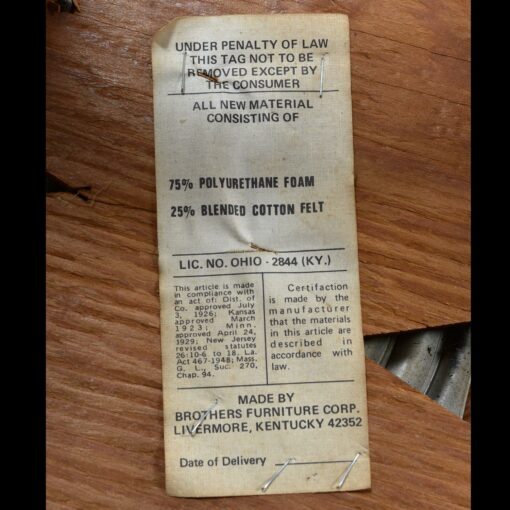 UNDER PENALTY OF LAW
THIS TAG NOT TO BE
REMOVED EXCEPT BY
THE CONSUMER
ALL NEW MATERIAL
CONSISTING OF
75% POLYURETHANE FOAM
25% BLENDED COTTON FELT
LIC. NO. OHIO - 2844 (KY.)
This article is made
in compliance with
an act of: Dist. of
Co. approved July
3, 1926; Kansas
approved March
1923; Minn.
approved April 24,
1929; New Jersey
revised statutes
26:10-6 to 18, La.
Act 467-1948; Mass.
G. L., Suc. 270,
Chap. 94.
Certifaction
is made by the
manufacturer
that the materials
in this article are
described in
accordance with
law.
MADE BY
BROTHERS FURNITURE CORP.
LIVERMORE, KENTUCKY 42352
Date of Delivery